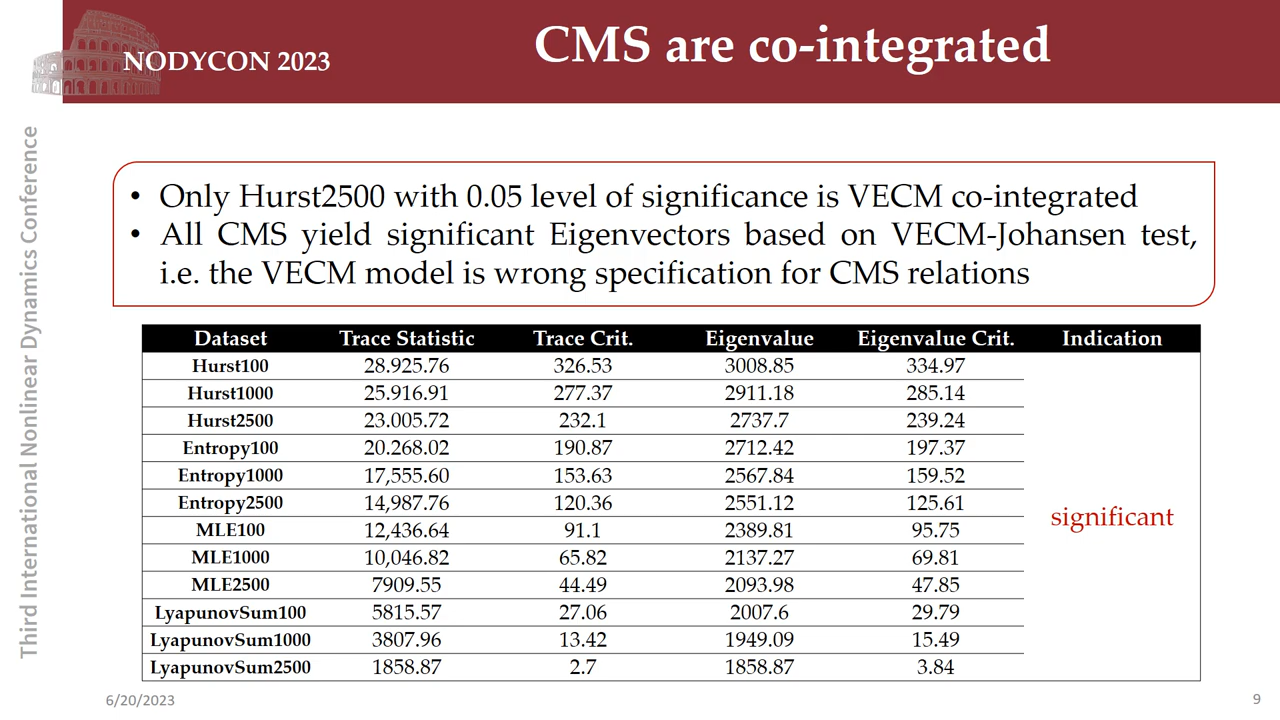 NODYCON 2023
CMS are co-integrated
Third International Nonlinear Dynamics Conference
• Only Hurst2500 with 0.05 level of significance is VECM co-integrated
• All CMS yield significant Eigenvectors based on VECM-Johansen test,
i.e. the VECM model is wrong specification for CMS relations
Dataset Trace Statistic Trace Crit. Eigenvalue Eigenvalue Crit. Indication
Hurst100 28.925.76 326.53 3008.85 334.97
Hurst1000 25.916.91 277.37 2911.18 285.14
Hurst2500 23.005.72 232.1 2737.7 239.24
Entropy100 20.268.02 190.87 2712.42 197.37
Entropy1000 17,555.60 153.63 2567.84 159.52
Entropy2500 14,987.76 120.36 2551.12 125.61
significant
MLE100 12,436.64 91.1 2389.81 95.75
MLE1000 10,046.82 65.82 2137.27 69.81
MLE2500 7909.55 44.49 2093.98 47.85
LyapunovSum100 5815.57 27.06 2007.6 29.79
LyapunovSum1000 3807.96 13.42 1949.09 15.49
LyapunovSum2500 1858.87 2.7 1858.87 3.84
6/20/2023
9